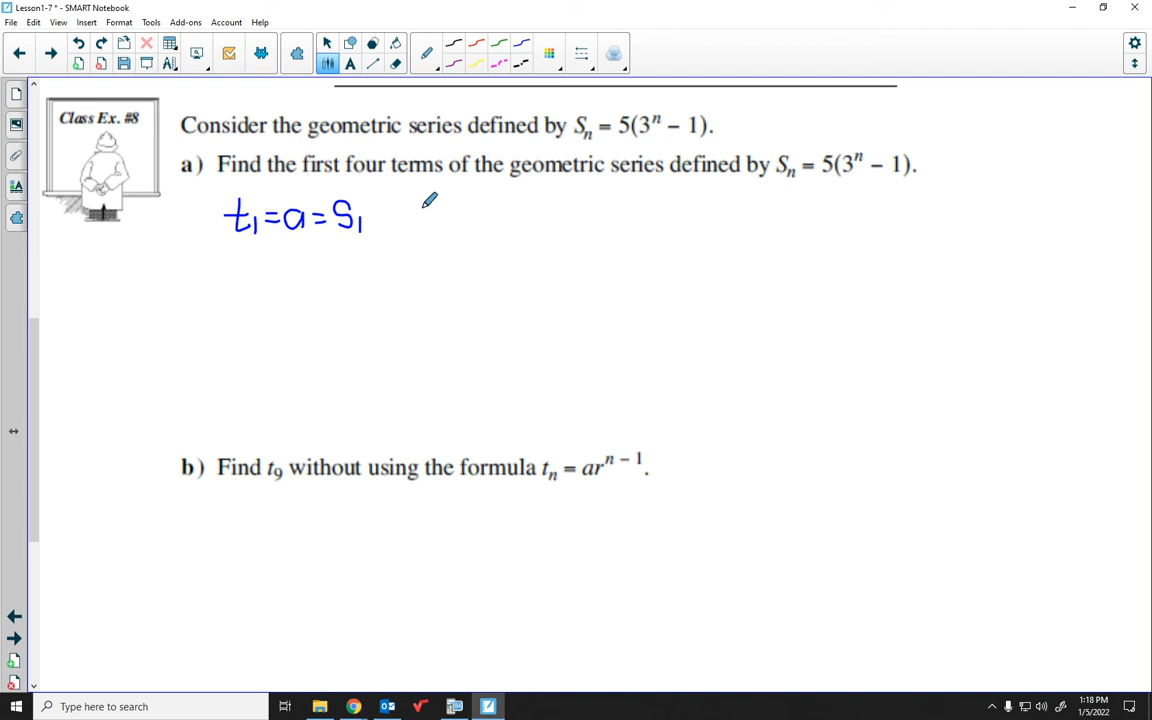 Lesson1-7 * - SMART Notebook
File Edit View Insert Format Tools Add-ons Account Help
Class Ex. #8
Consider the geometric series defined by Sₙ = 5(3ⁿ − 1).
a) Find the first four terms of the geometric series defined by Sₙ = 5(3ⁿ − 1).
t₁ = a = S₁
b) Find t₉ without using the formula tₙ = arⁿ ⁻ ¹.
Type here to search
1:18 PM
1/5/2022